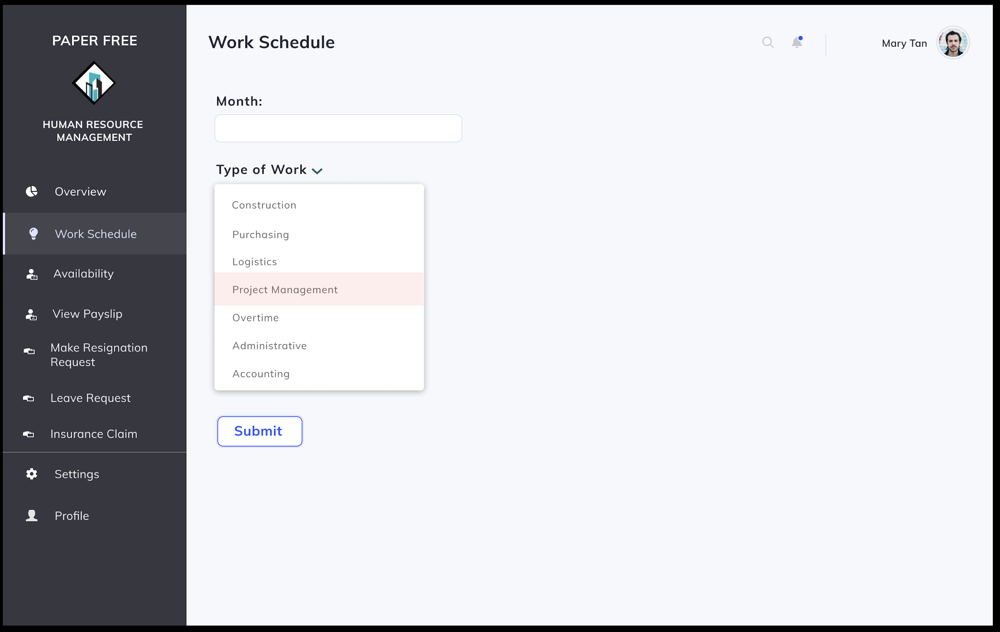 PAPER FREE
HUMAN RESOURCE
MANAGEMENT
Overview
Work Schedule
Availability
View Payslip
Make Resignation
Request
Leave Request
Insurance Claim
Settings
Profile
Work Schedule
Mary Tan
Month:
Type of Work
Construction
Purchasing
Logistics
Project Management
Overtime
Administrative
Accounting
Submit